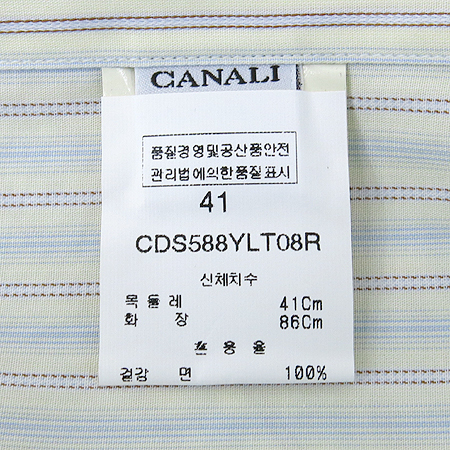 CANALI
품질경영및공산품안전
관리법에의한품질표시
41
CDS588YLT08R
신체치수
목둘레 41Cm
화장 86Cm
혼용율
겉감 면 100%